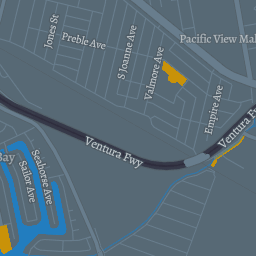 Jones St
Preble Ave
S Joanne Ave
Valmore Ave
Pacific View Mal
Empire Ave
Ventura F
Ventura Fwy
Bay
Seahorse Ave
Sailor Ave